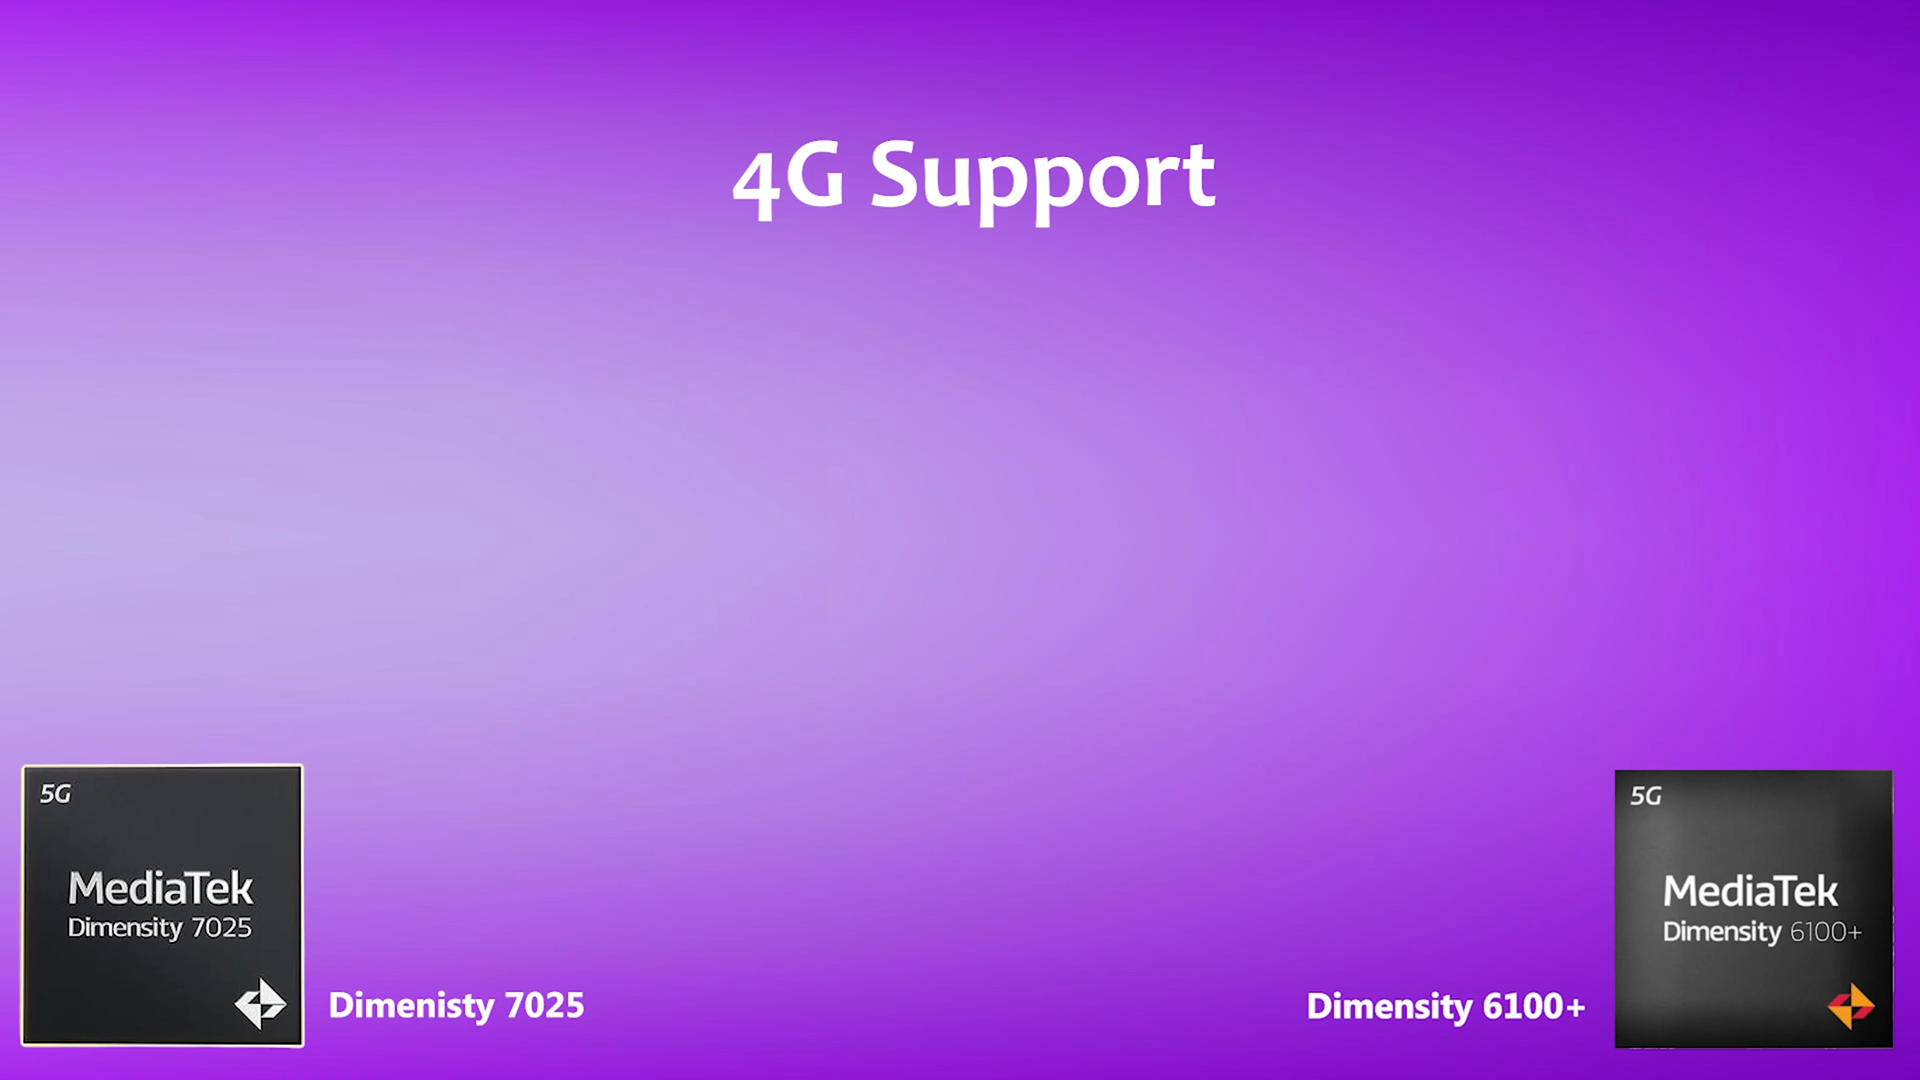 4G Support
5G
MediaTek
Dimensity 7025
Dimenisty 7025
5G
MediaTek
Dimensity 6100+
Dimensity 6100+